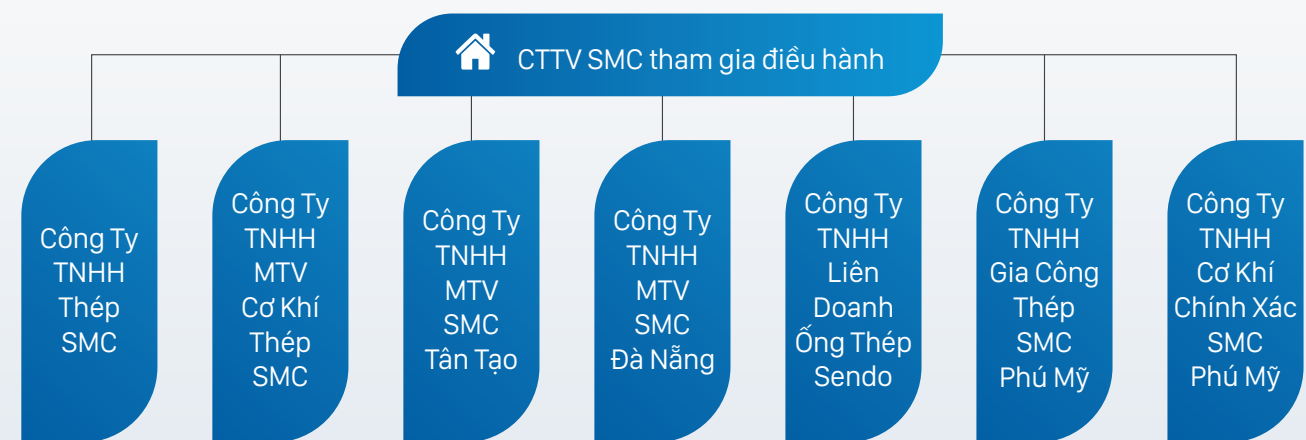 CTTV SMC tham gia điều hành
Công Ty
TNHH
Thép
SMC
Công Ty
TNHH
MTV
Cơ Khí
Thép
SMC
Công Ty
TNHH
MTV
SMC
Tân Tạo
Công Ty
TNHH
MTV
SMC
Đà Nẵng
Công Ty
TNHH
Liên
Doanh
Ống Thép
Sendo
Công Ty
TNHH
Gia Công
Thép
SMC
Phú Mỹ
Công Ty
TNHH
Cơ Khí
Chính Xác
SMC
Phú Mỹ